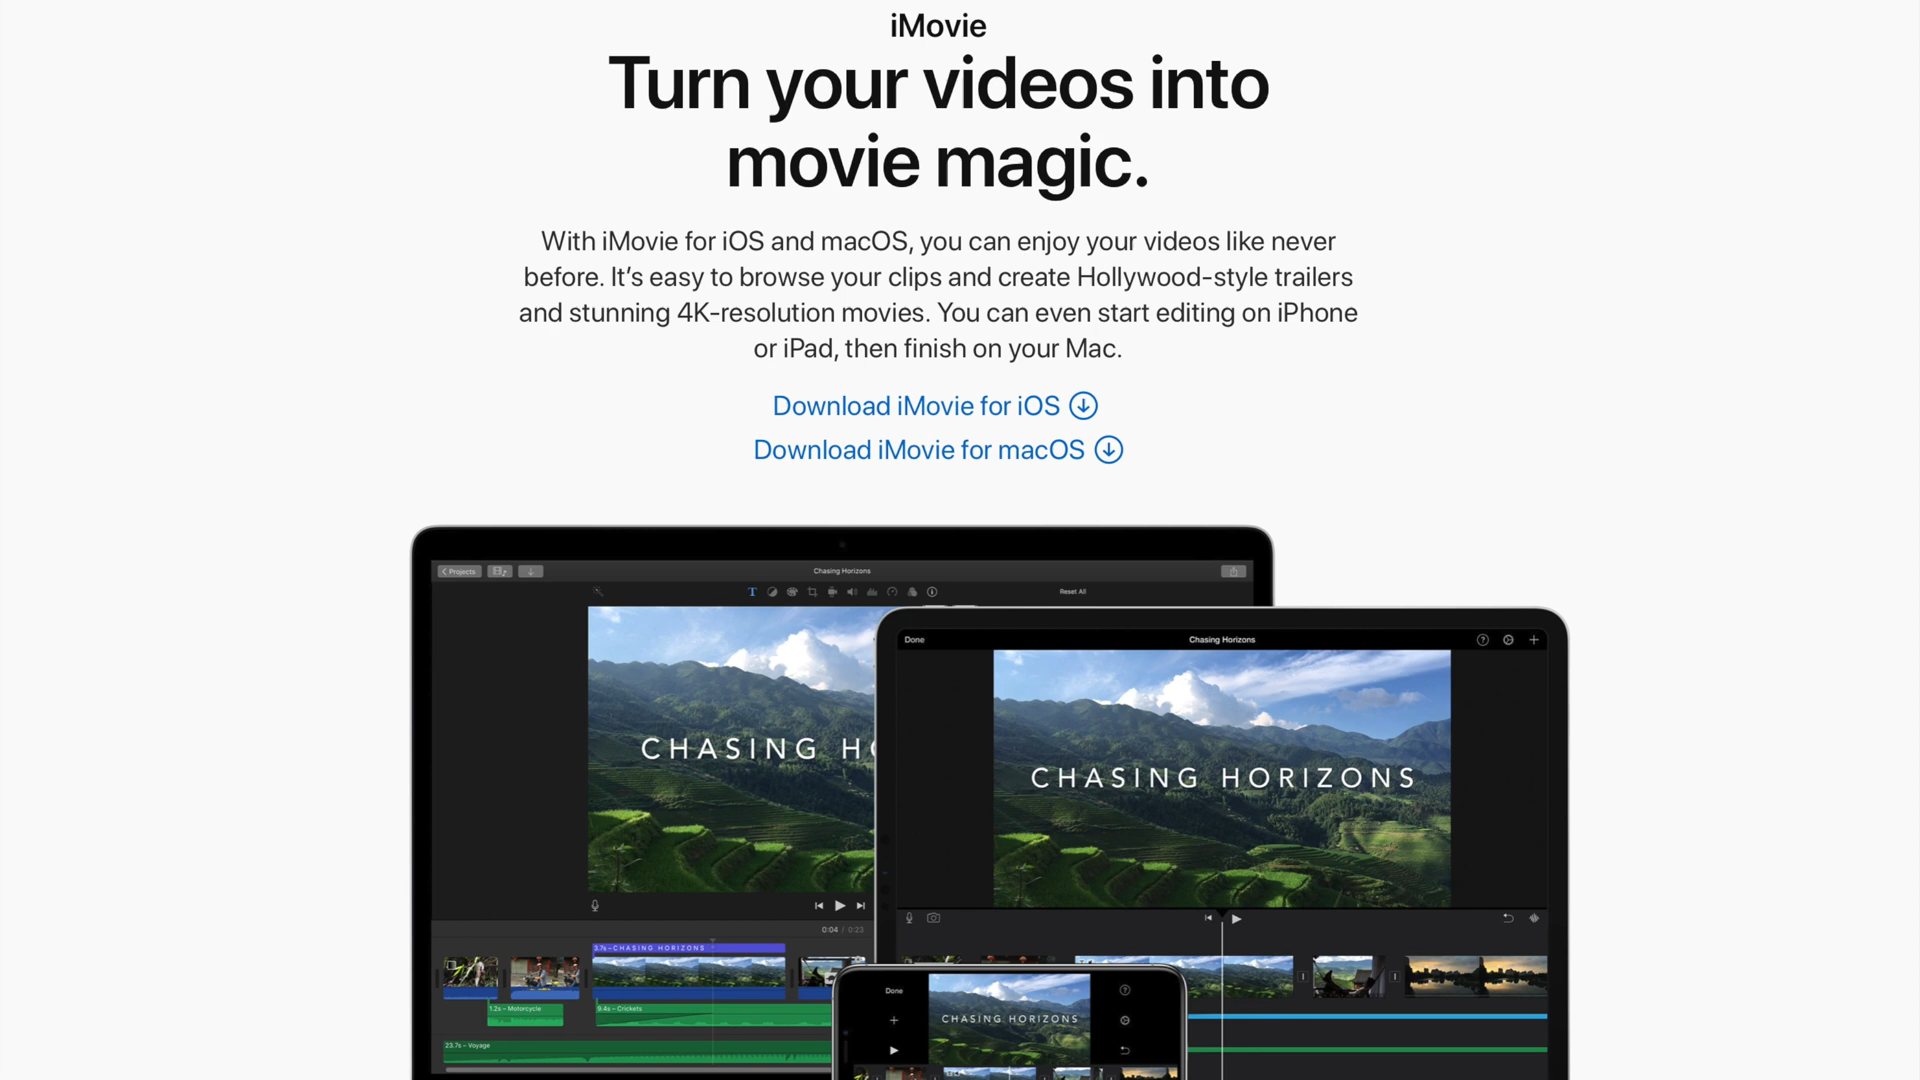 iMovie
Turn your videos into
movie magic.
With iMovie for iOS and macOS, you can enjoy your videos like never
before. It's easy to browse your clips and create Hollywood-style trailers
and stunning 4K-resolution movies. You can even start editing on iPhone
or iPad, then finish on your Mac.
Download iMovie for iOS
Download iMovie for macOS
Projects
Chasing Horizons
Reset All
CHASING HO
0:04 / 0:23
3.7s – CHASING HORIZONS
1.2s – Motorcycle
9.4s – Crickets
23.7s – Voyage
Done
Chasing Horizons
CHASING HORIZONS
Done
CHASING HORIZONS